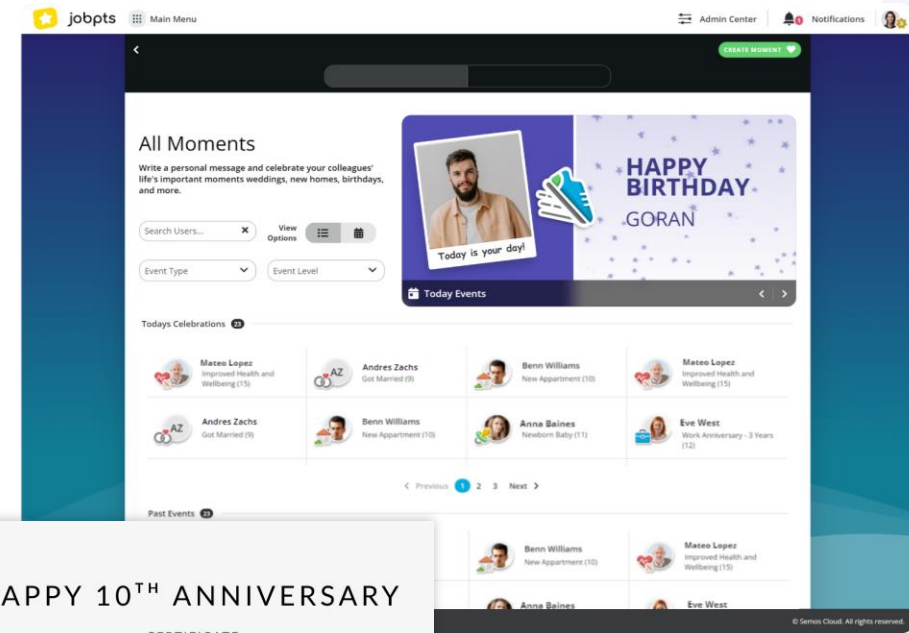 jobpts
Main Menu
Admin Center
Notifications
CREATE MOMENT
All Moments
Write a personal message and celebrate your colleagues'
life's important moments weddings, new homes, birthdays,
and more.
Search Users...
View
Options
Event Type
Event Level
Today is your day!
HAPPY
BIRTHDAY
GORAN
Today Events
Todays Celebrations 23
Mateo Lopez
Improved Health and
Wellbeing (15)
AZ
Andres Zachs
Got Married (9)
Benn Williams
New Appartment (10)
Mateo Lopez
Improved Health and
Wellbeing (15)
AZ
Andres Zachs
Got Married (9)
Benn Williams
New Appartment (10)
Anna Baines
Newborn Baby (11)
Eve West
Work Anniversary - 3 Years
(12)
Previous 1 2 3 Next
Past Events 23
Benn Williams
New Appartment (10)
Mateo Lopez
Improved Health and
Wellbeing (15)
Anna Baines
Eve West
APPY 10TH ANNIVERSARY
© Semos Cloud. All rights reserved.